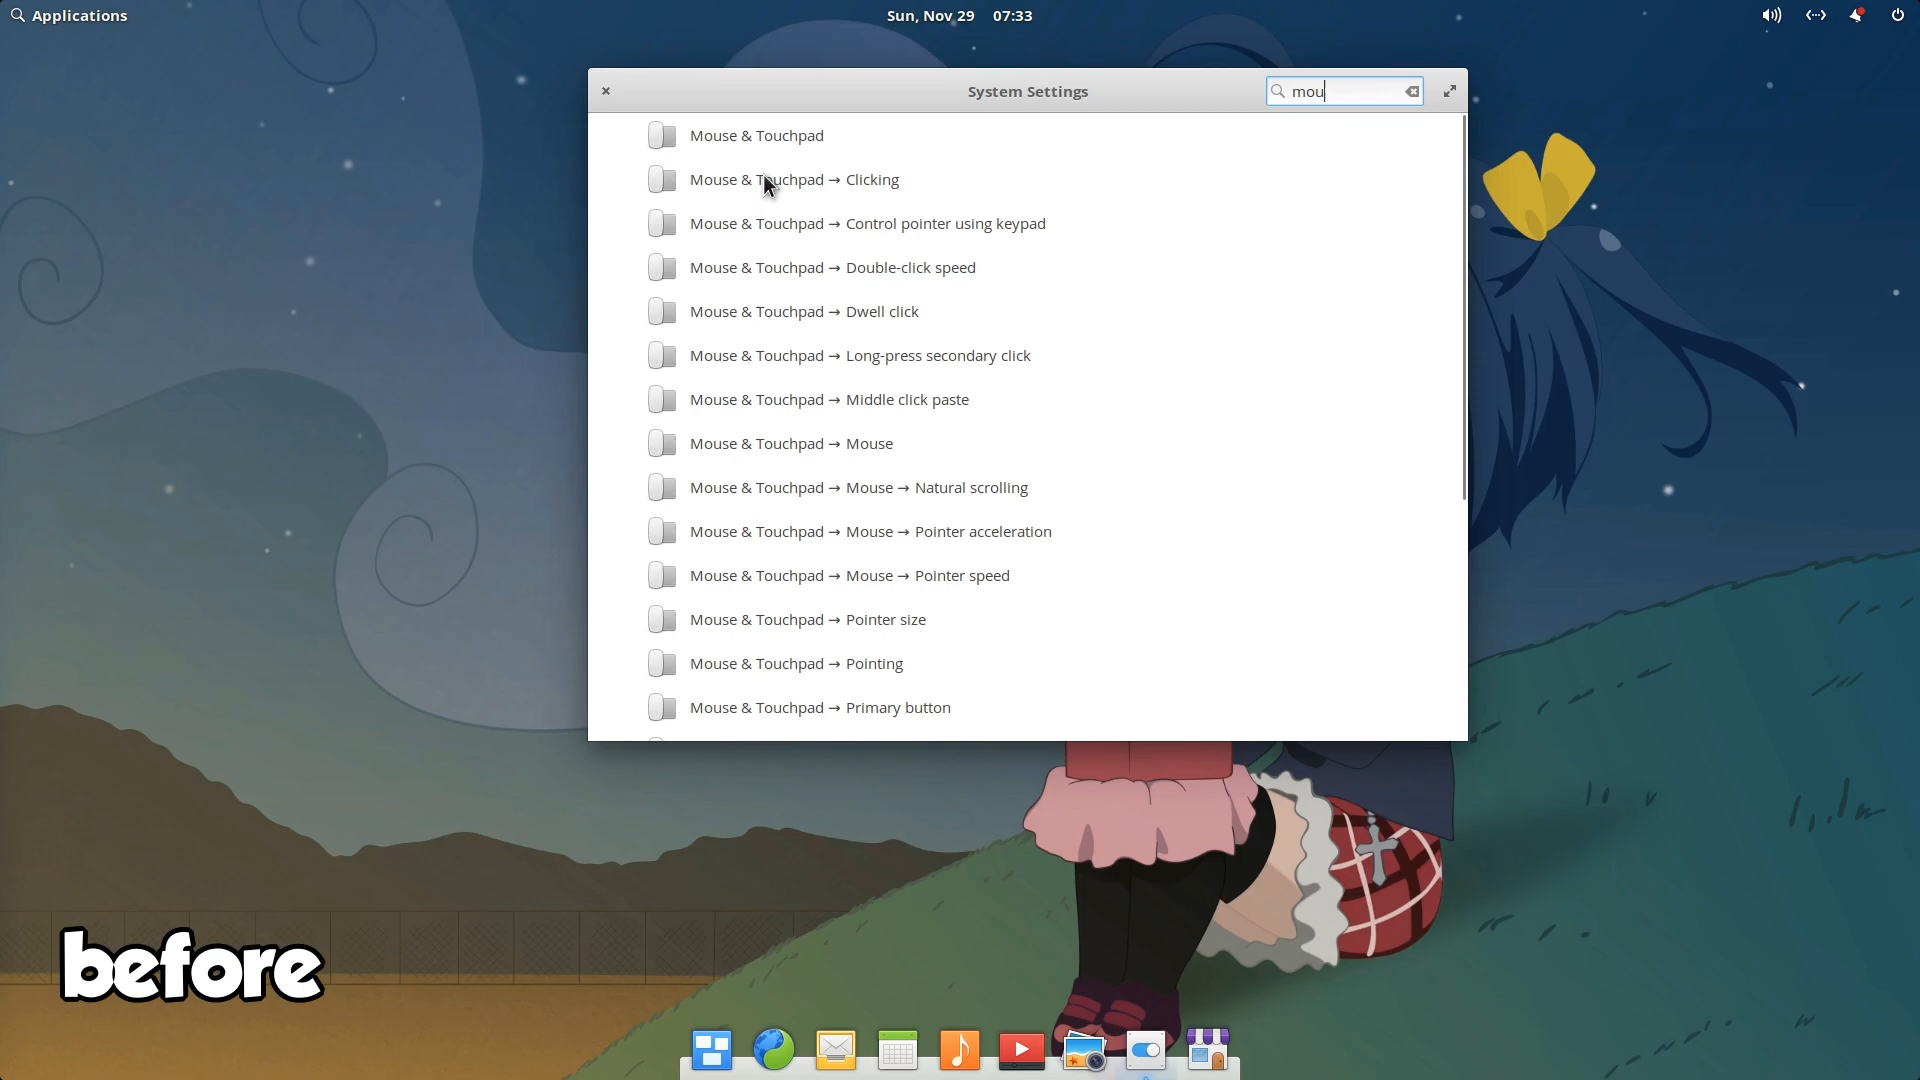 Applications
Sun, Nov 29 07:33
System Settings
mou
Mouse & Touchpad
Mouse & Touchpad → Clicking
Mouse & Touchpad → Control pointer using keypad
Mouse & Touchpad → Double-click speed
Mouse & Touchpad → Dwell click
Mouse & Touchpad → Long-press secondary click
Mouse & Touchpad → Middle click paste
Mouse & Touchpad → Mouse
Mouse & Touchpad → Mouse → Natural scrolling
Mouse & Touchpad → Mouse → Pointer acceleration
Mouse & Touchpad → Mouse → Pointer speed
Mouse & Touchpad → Pointer size
Mouse & Touchpad → Pointing
Mouse & Touchpad → Primary button
before